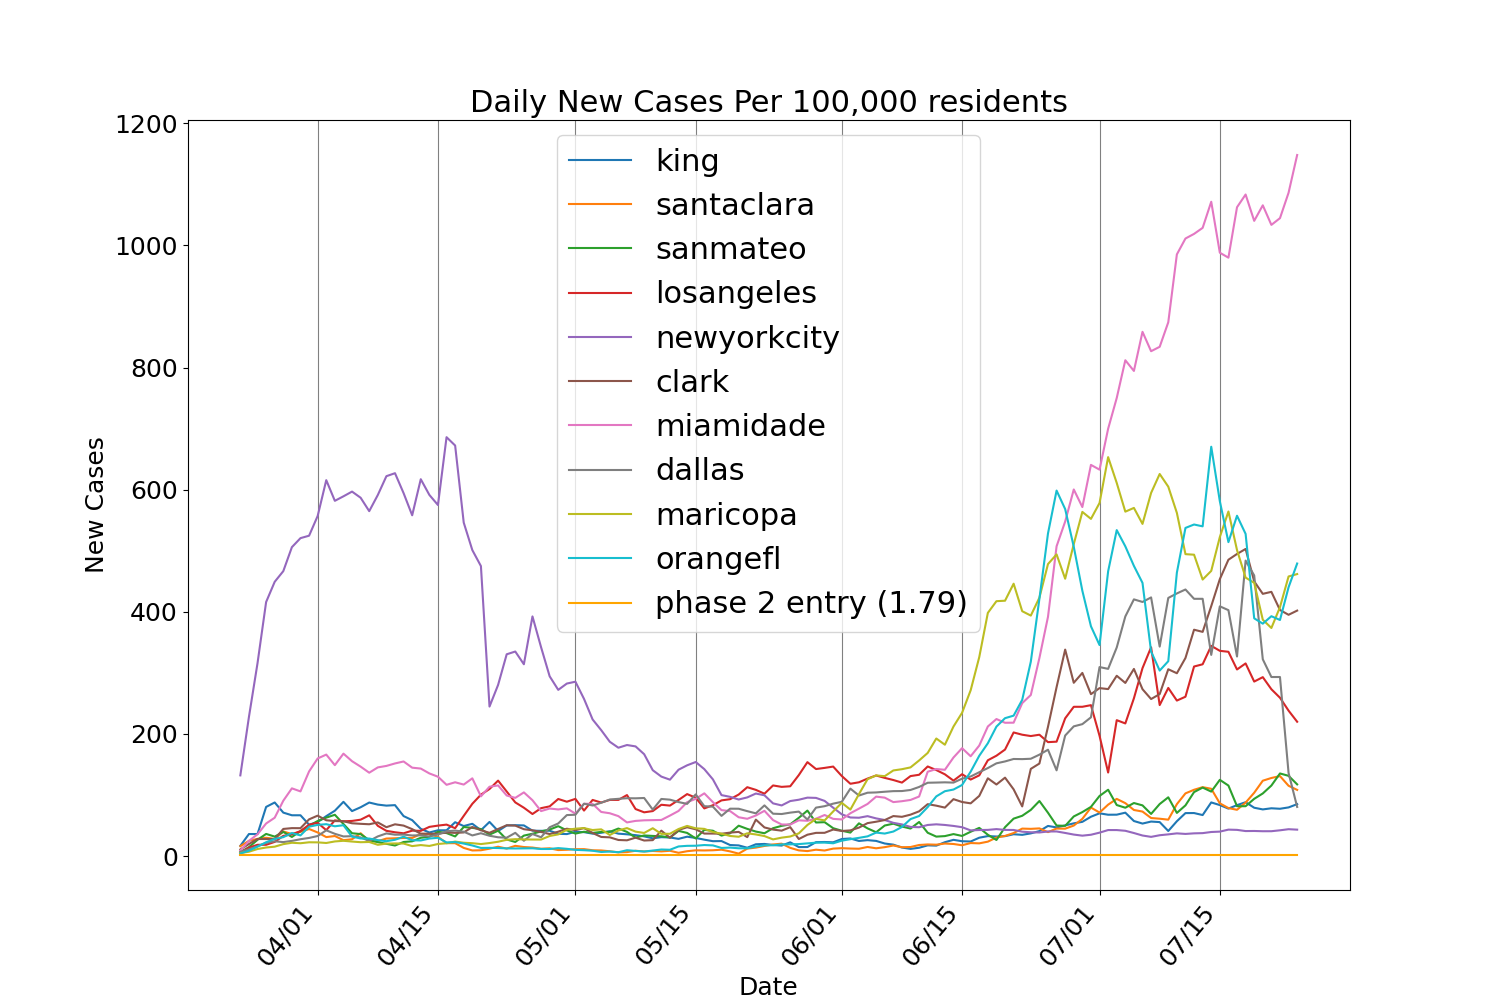 Daily New Cases Per 100,000 residents
1200
1000
800
600
400
200
0
New Cases
king
santaclara
sanmateo
losangeles
newyorkcity
clark
miamidade
dallas
maricopa
orangefl
phase 2 entry (1.79)
04/01
04/15
05/01
05/15
06/01
06/15
07/01
07/15
Date